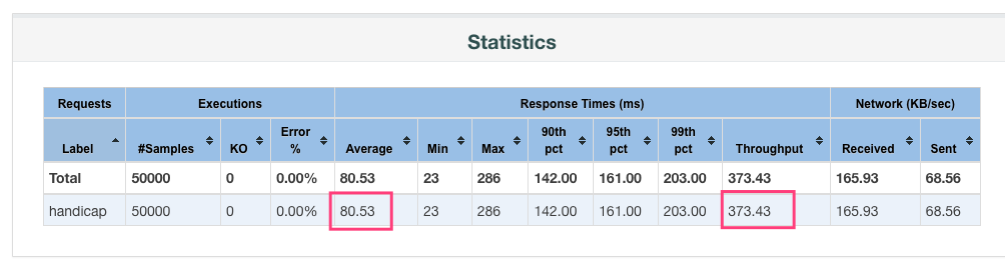 Statistics
Requests Executions Response Times (ms) Network (KB/sec)
Label #Samples KO Error % Average Min Max 90th pct 95th pct 99th pct Throughput Received Sent
Total 50000 0 0.00% 80.53 23 286 142.00 161.00 203.00 373.43 165.93 68.56
handicap 50000 0 0.00% 80.53 23 286 142.00 161.00 203.00 373.43 165.93 68.56